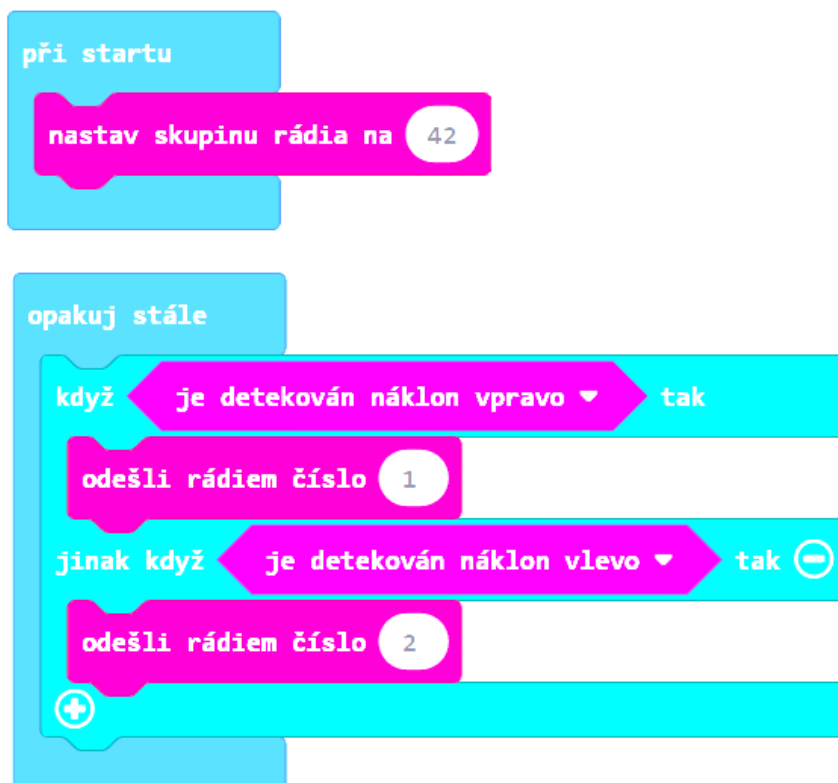 při startu
nastav skupinu rádia na 42
opakuj stále
když je detekován náklon vpravo tak
odešli rádiem číslo 1
jinak když je detekován náklon vlevo tak
odešli rádiem číslo 2